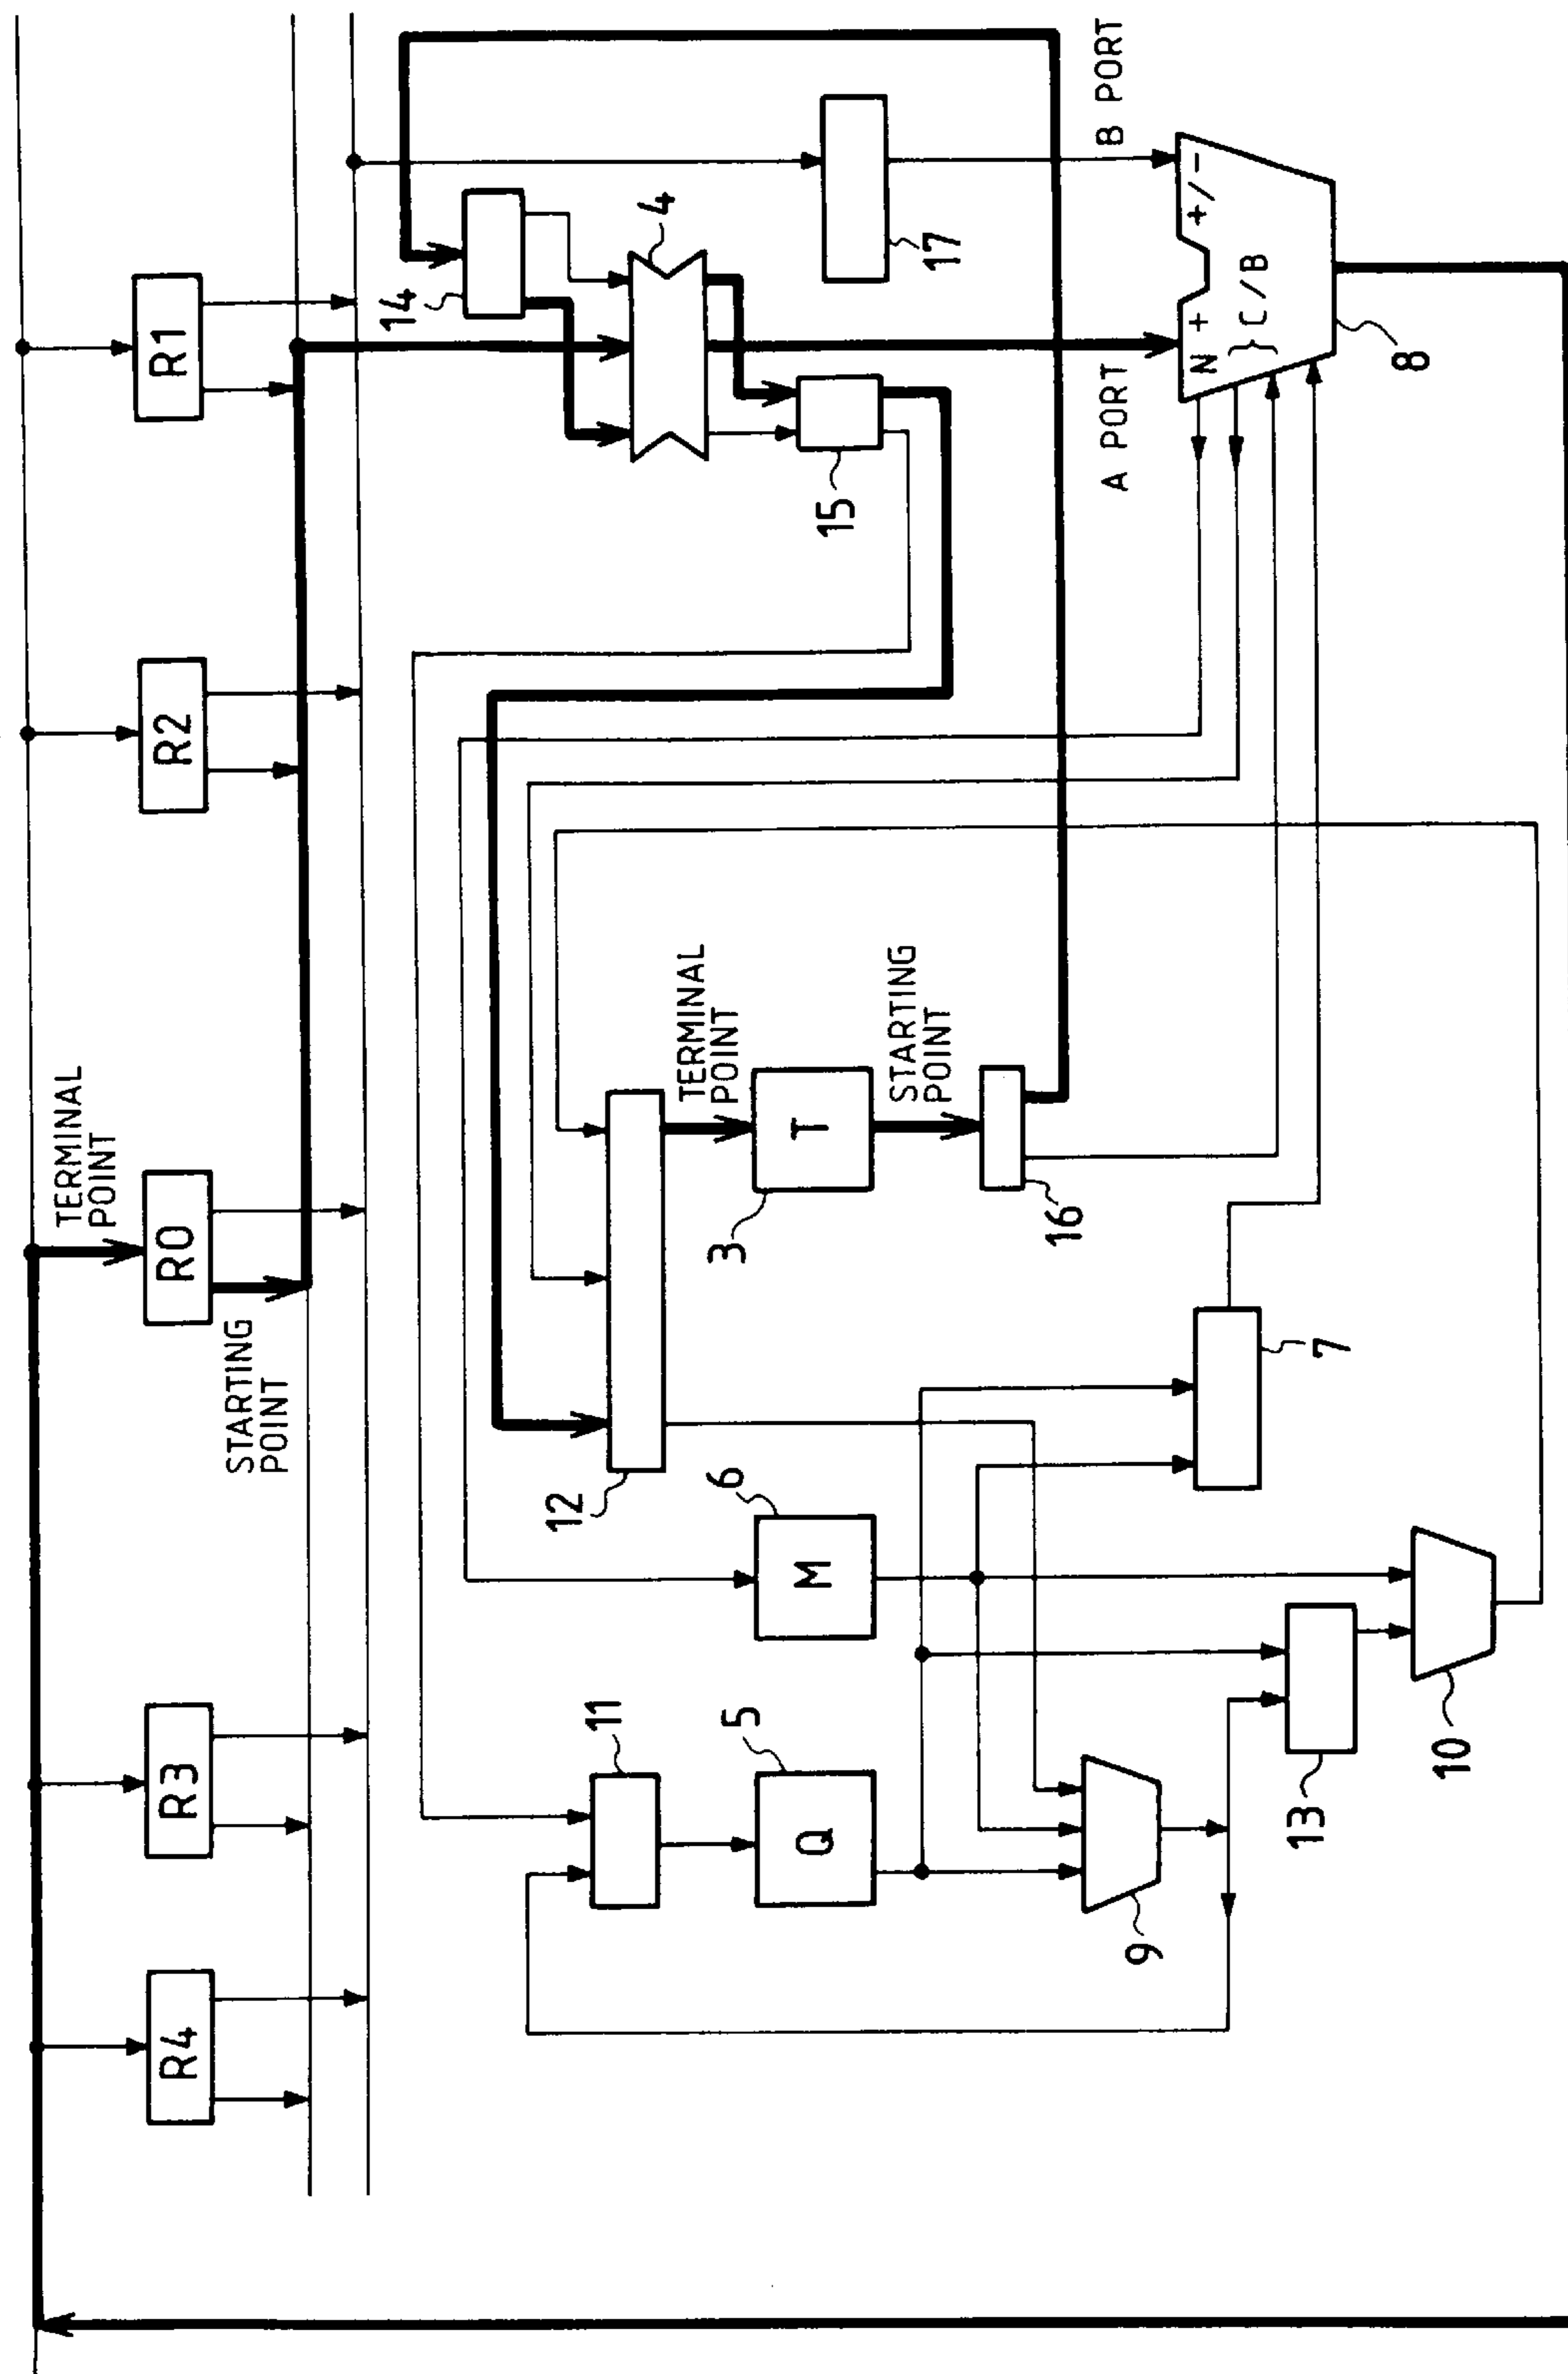 R4
R3
R0
R2
R1
TERMINAL
POINT
STARTING
POINT
14
4
17
15
B PORT
A PORT
N
+
+/-
} C/B
8
12
TERMINAL
POINT
T
3
STARTING
POINT
16
7
6
M
11
5
Q
9
13
10